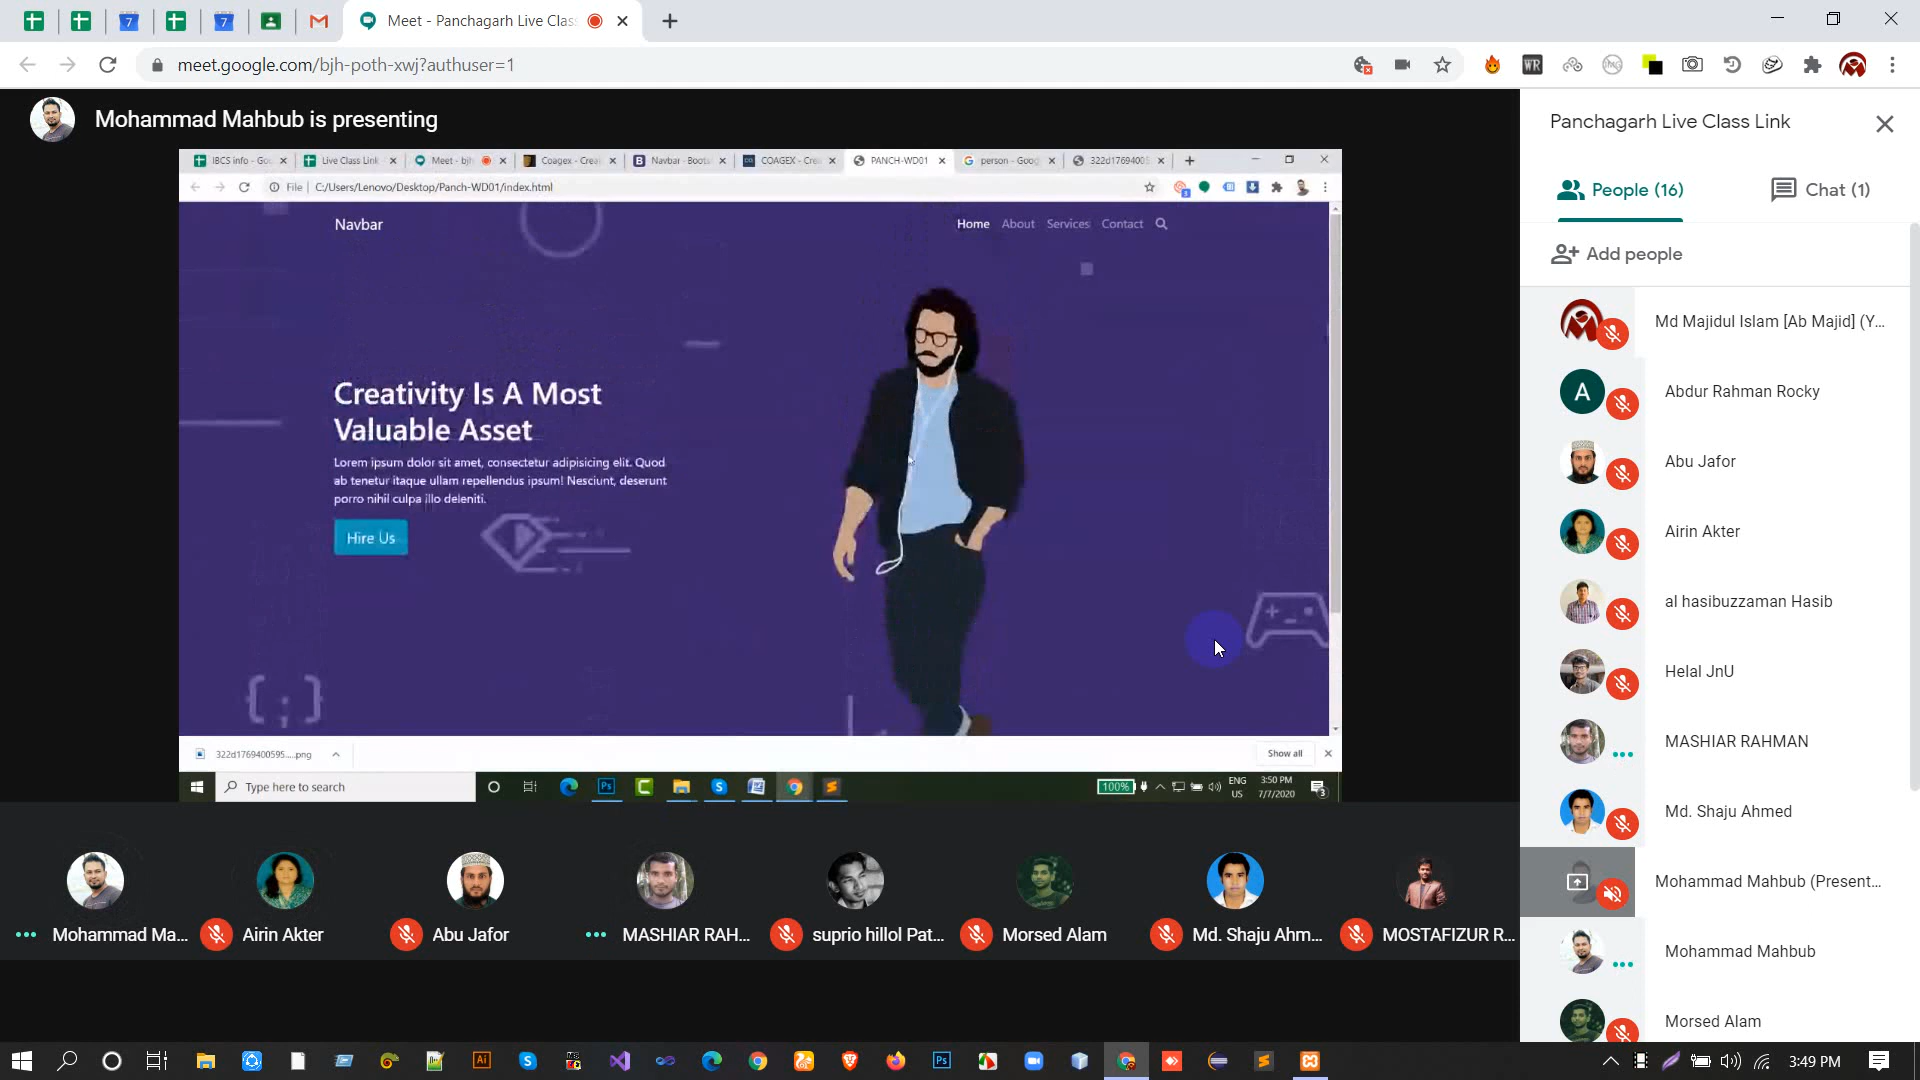 Meet - Panchagarh Live Clas
meet.google.com/bjh-poth-xwj?authuser=1
Mohammad Mahbub is presenting
IBCS info - Go
Live Class Link
Meet - bjh
Coagex - Crea
Navbar - Boots
COAGEX - Cre
PANCH-WD01
person - Goog
322d1769400
File | C:/Users/Lenovo/Desktop/Panch-WD01/index.html
Navbar
Home About Services Contact
Creativity Is A Most
Valuable Asset
Lorem ipsum dolor sit amet, consectetur adipisicing elit. Quod
ab tenetur itaque ullam repellendus ipsum! Nesciunt, deserunt
porro nihil culpa illo deleniti.
Hire Us
322d1769400595....png
Show all
Type here to search
100%
ENG
US
3:50 PM
7/7/2020
Mohammad Ma...
Airin Akter
Abu Jafor
MASHIAR RAH...
suprio hillol Pat...
Morsed Alam
Md. Shaju Ahm...
MOSTAFIZUR R...
Panchagarh Live Class Link
People (16)
Chat (1)
Add people
Md Majidul Islam [Ab Majid] (Y...
Abdur Rahman Rocky
Abu Jafor
Airin Akter
al hasibuzzaman Hasib
Helal JnU
MASHIAR RAHMAN
Md. Shaju Ahmed
Mohammad Mahbub (Present...
Mohammad Mahbub
Morsed Alam
3:49 PM